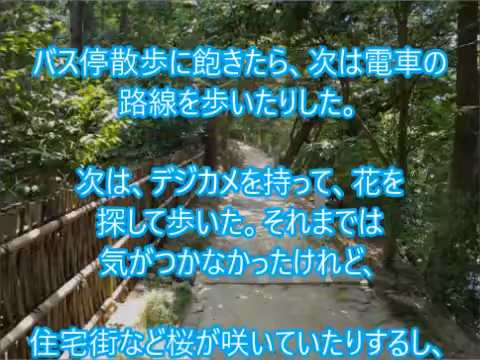 バス停散歩に飽きたら、次は電車の
路線を歩いたりした。
次は、デジカメを持って、花を
探して歩いた。それまでは
気がつかなかったけれど、
住宅街など桜が咲いていたりするし、